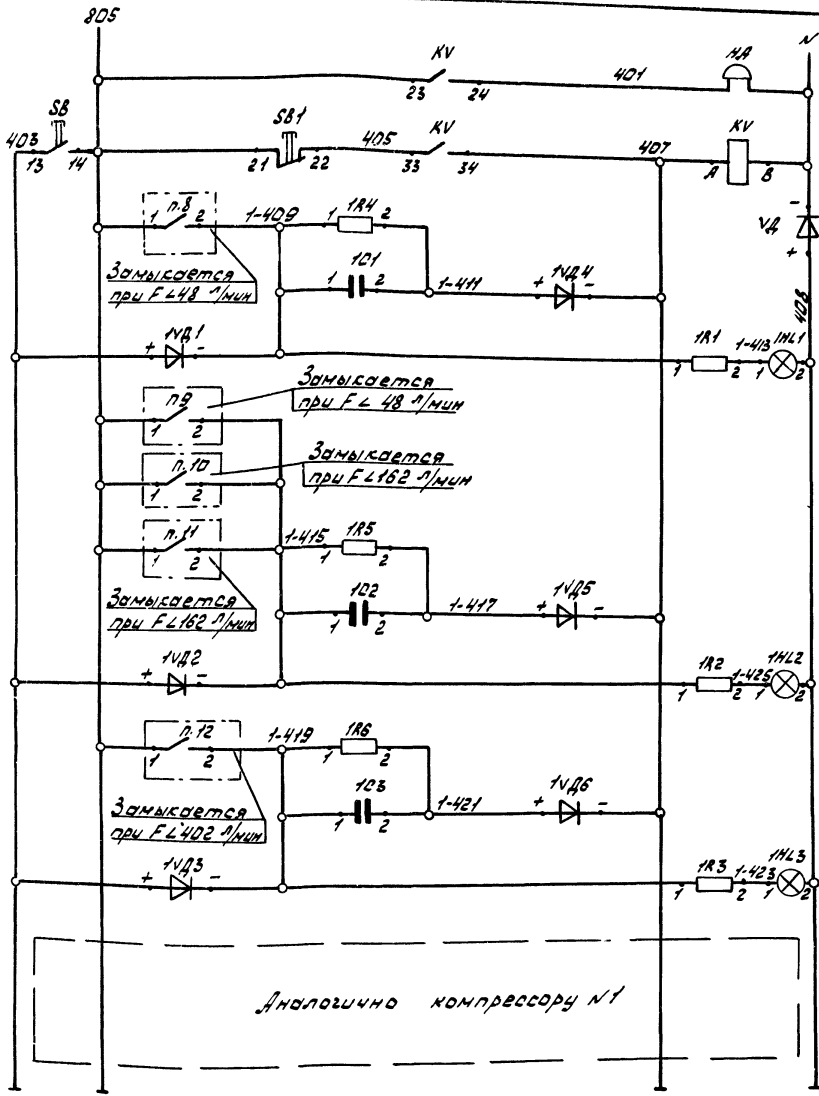 805
N
KV
HA
23 24
401
403
SB
13 14
SB1
21 22
405
KV
33 34
407
KV
A B
п.8
1 2
1-409
1R4
1 2
-
VД
+
408
Замыкается
при F∠48 л/мин
1С1
1 2
1-411
+ 1VД4 -
+ 1VД1 -
1R1
1 2
1-413
1HL1
1 2
п9
1 2
Замыкается
при F∠ 48 л/мин
п.10
1 2
Замыкается
при F∠162 л/мин
п.11
1 2
1-415
1R5
1 2
Замыкается
при F∠162 л/мин
1С2
1 2
1-417
+ 1VД5 -
+ 1VД2 -
1R2
1 2
1-425
1HL2
1 2
п.12
1 2
1-419
1R6
1 2
Замыкается
при F∠402 л/мин
1С3
1 2
1-421
+ 1VД6 -
+ 1VД3 -
1R3
1 2
1-423
1HL3
1 2
Аналогично компрессору N1